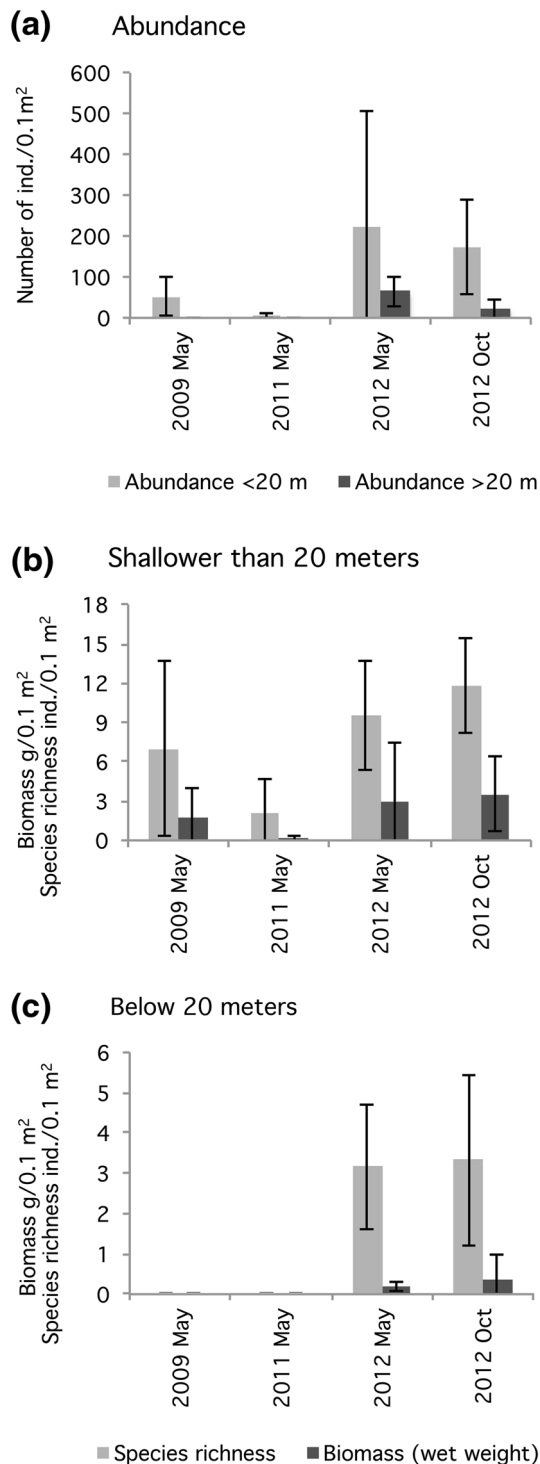 (a) Abundance
Number of ind./0.1m²
600
500
400
300
200
100
0
2009 May
2011 May
2012 May
2012 Oct
Abundance <20 m
Abundance >20 m
(b) Shallower than 20 meters
Biomass g/0.1 m²
Species richness ind./0.1 m²
18
15
12
9
6
3
0
2009 May
2011 May
2012 May
2012 Oct
(c) Below 20 meters
Biomass g/0.1 m²
Species richness ind./0.1 m²
6
5
4
3
2
1
0
2009 May
2011 May
2012 May
2012 Oct
Species richness
Biomass (wet weight)